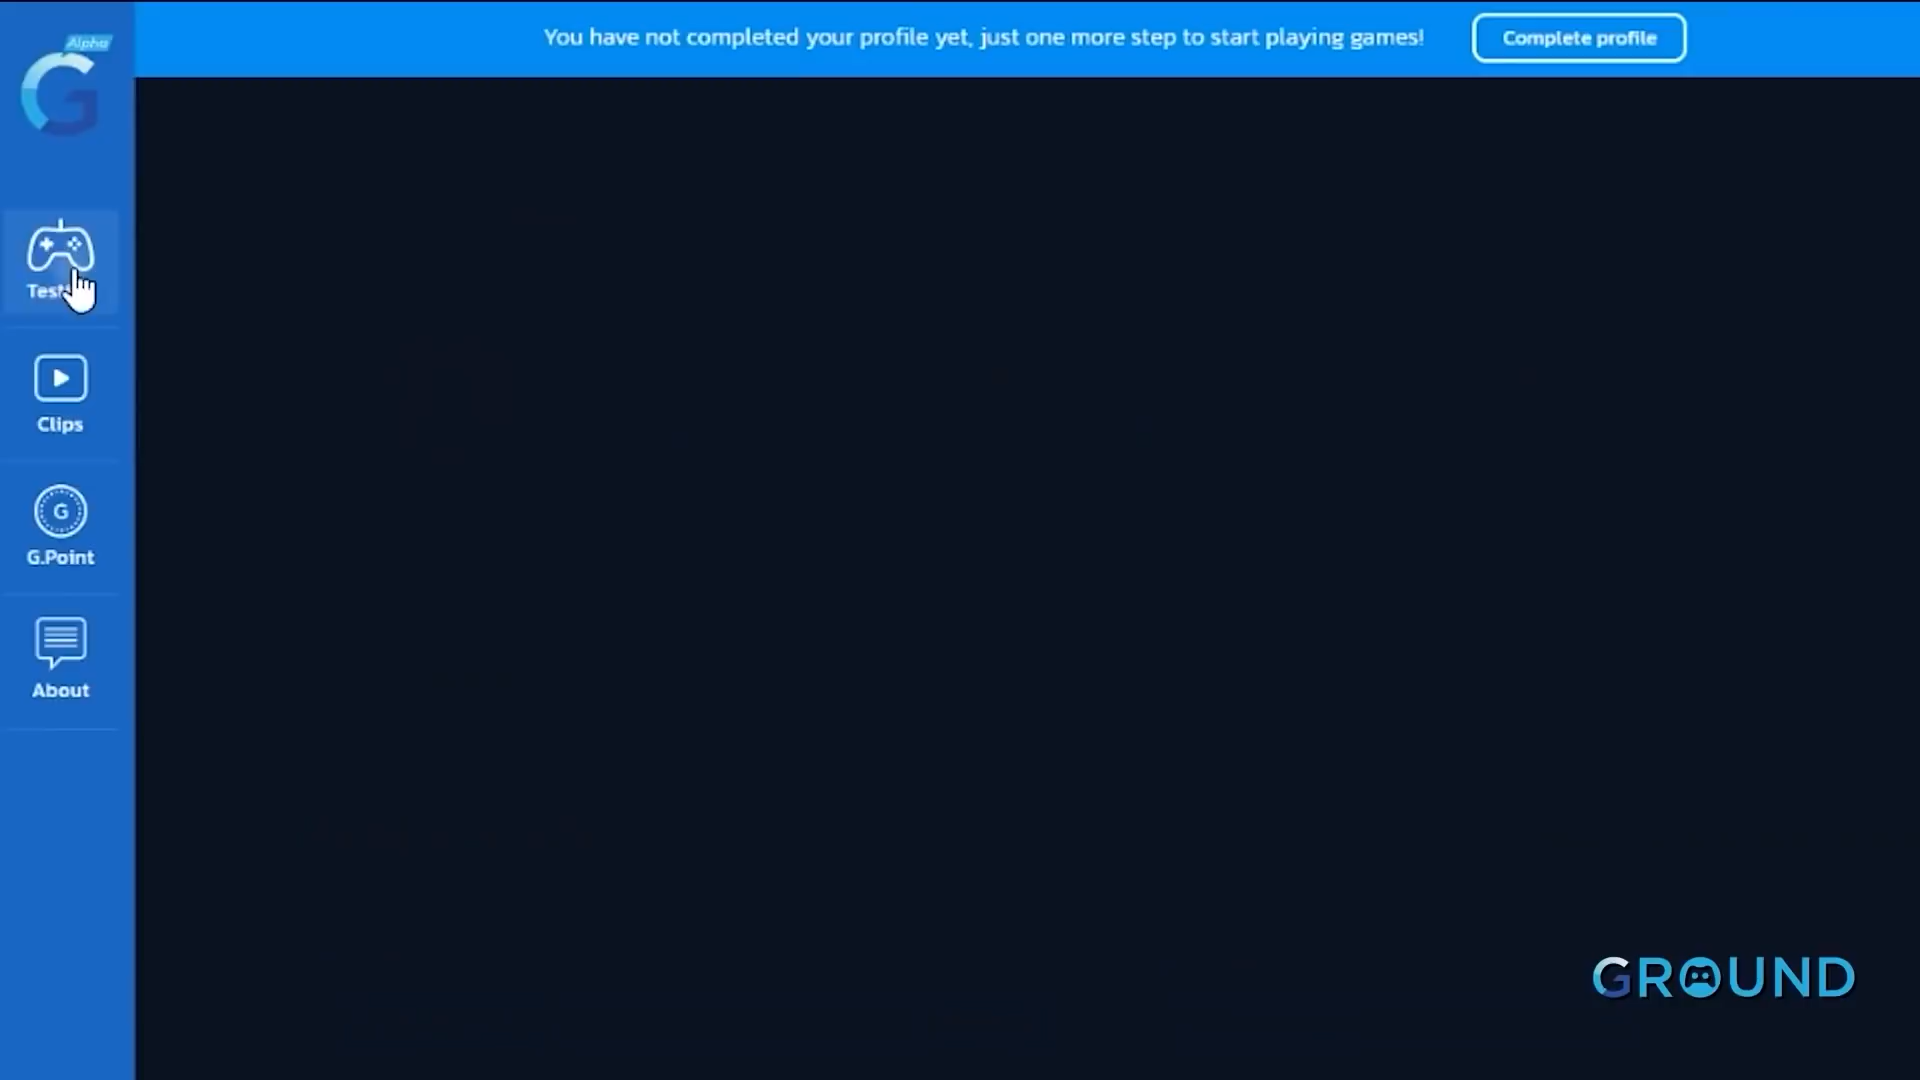 Alpha
G
You have not completed your profile yet, just one more step to start playing games!
Complete profile
Clips
G
G.Point
About
GROUND